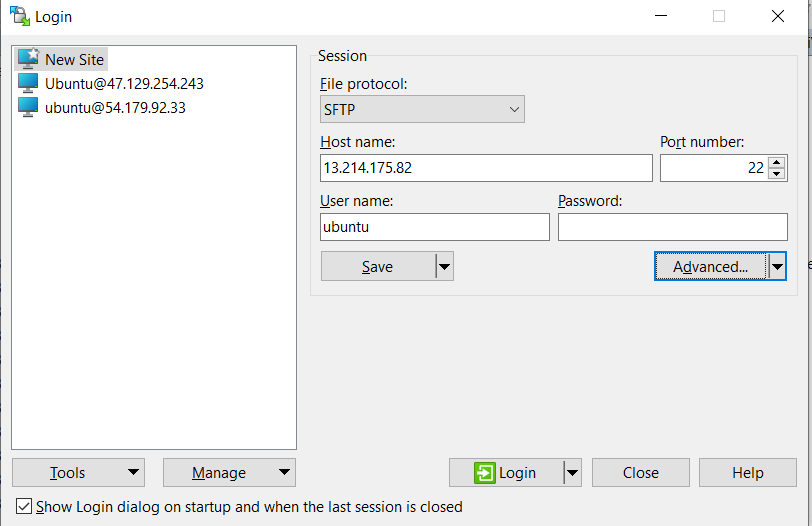 Login
New Site
Ubuntu@47.129.254.243
ubuntu@54.179.92.33
Session
File protocol:
SFTP
Host name:
Port number:
13.214.175.82
22
User name:
Password:
ubuntu
Save
Advanced...
Tools
Manage
Login
Close
Help
Show Login dialog on startup and when the last session is closed